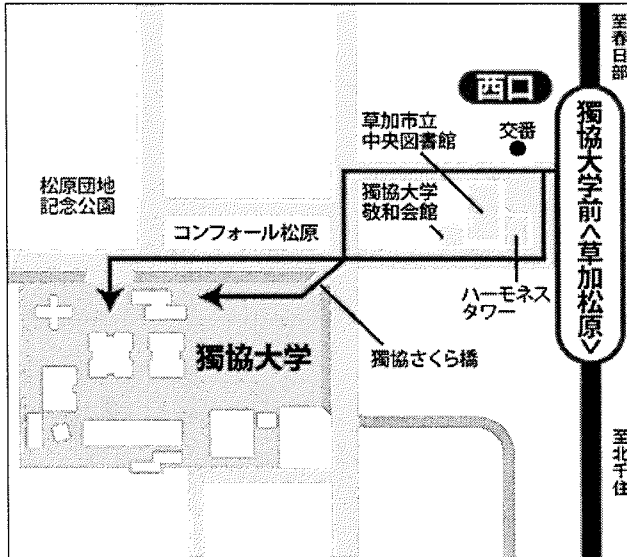 至春日部
西口
獨協大学前<草加松原>
草加市立
中央図書館
交番
松原団地
記念公園
獨協大学
敬和会館
コンフォール松原
ハーモネス
タワー
獨協大学
獨協さくら橋
至北千住